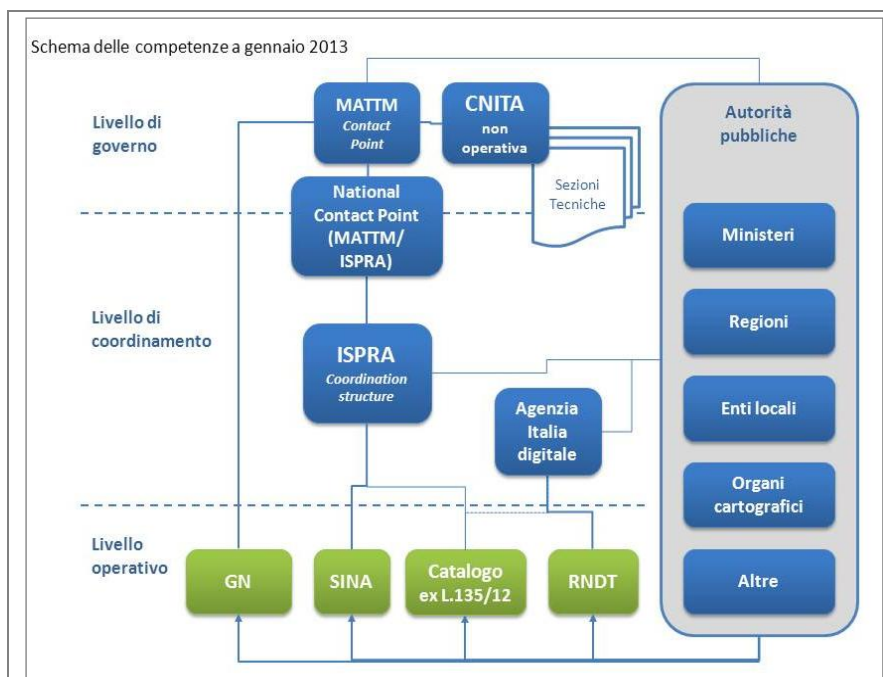 Schema delle competenze a gennaio 2013
Livello di
governo
MATTM
Contact
Point
CNITA
non
operativa
Sezioni
Tecniche
National
Contact Point
(MATTM/
ISPRA)
Livello di
coordinamento
ISPRA
Coordination
structure
Agenzia
Italia
digitale
Livello
operativo
GN
SINA
Catalogo
ex L.135/12
RNDT
Autorità
pubbliche
Ministeri
Regioni
Enti locali
Organi
cartografici
Altre